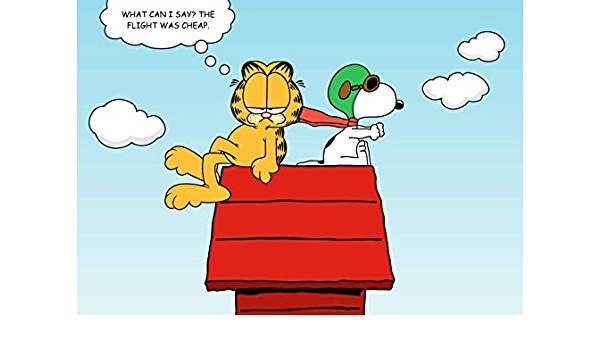 WHAT CAN I SAY? THE
FLIGHT WAS CHEAP.